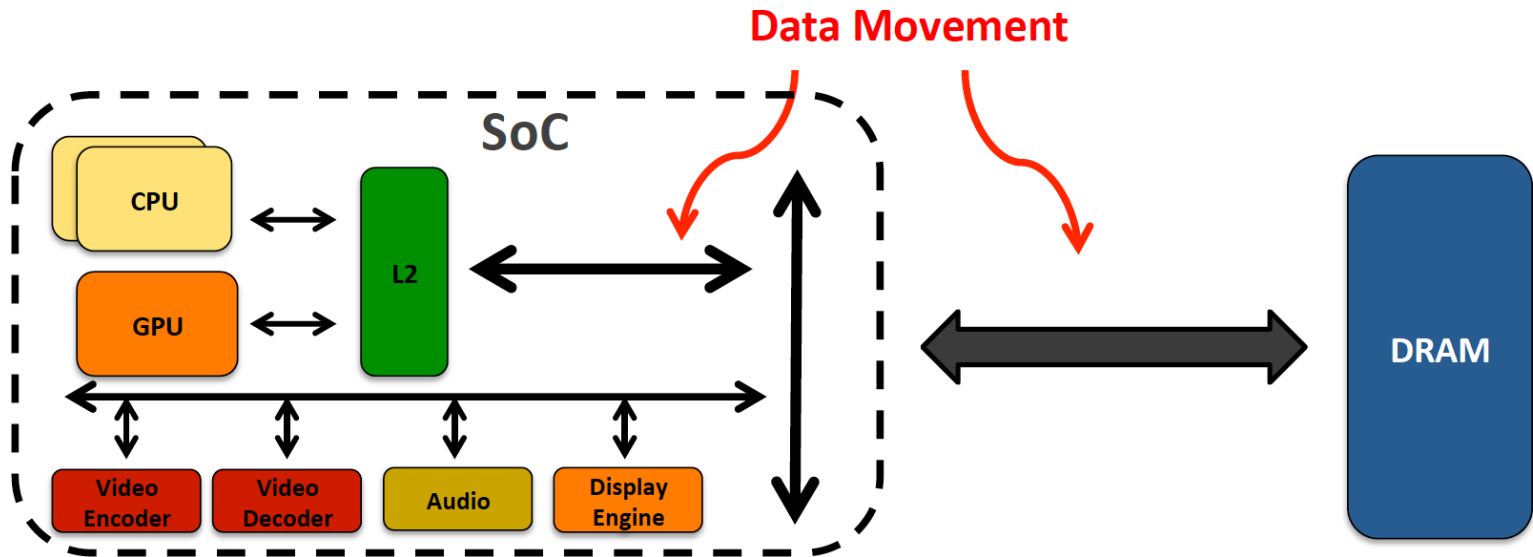 Data Movement
SoC
CPU
L2
GPU
DRAM
Video
Encoder
Video
Decoder
Audio
Display
Engine